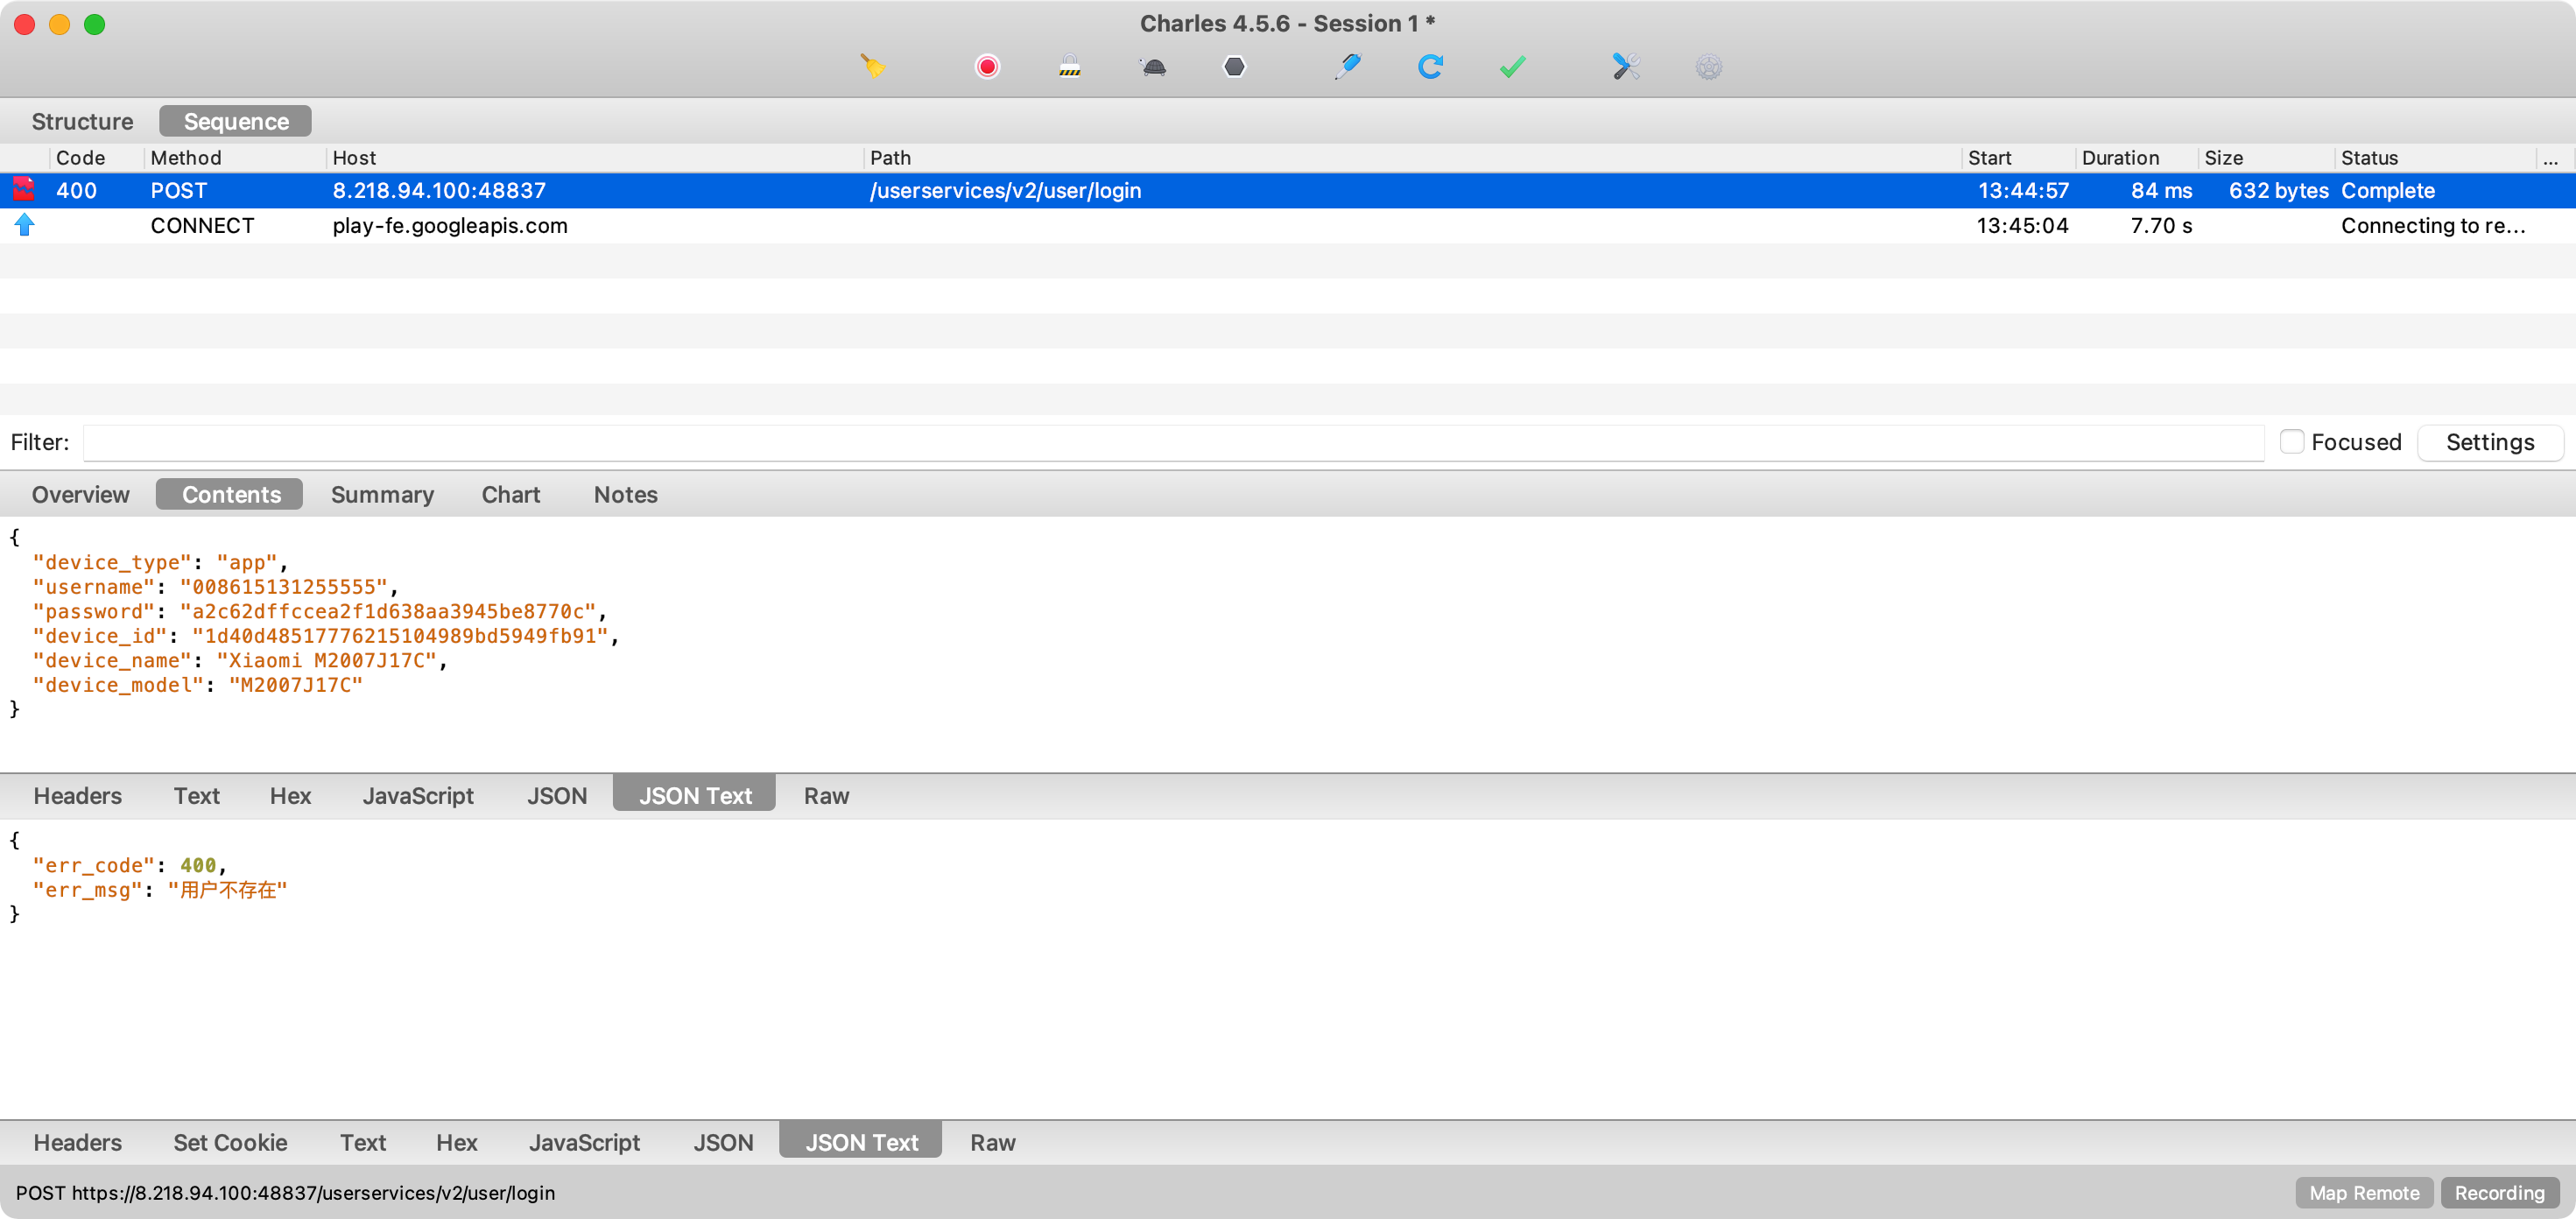 Charles 4.5.6 - Session 1 *
Structure Sequence
Code Method Host Path Start Duration Size Status ...
400 POST 8.218.94.100:48837 /userservices/v2/user/login 13:44:57 84 ms 632 bytes Complete
CONNECT play-fe.googleapis.com 13:45:04 7.70 s Connecting to re...
Filter: Focused Settings
Overview Contents Summary Chart Notes
{
"device_type": "app",
"username": "008615131255555",
"password": "a2c62dffccea2f1d638aa3945be8770c",
"device_id": "1d40d48517776215104989bd5949fb91",
"device_name": "Xiaomi M2007J17C",
"device_model": "M2007J17C"
}
Headers Text Hex JavaScript JSON JSON Text Raw
{
"err_code": 400,
"err_msg": "用户不存在"
}
Headers Set Cookie Text Hex JavaScript JSON JSON Text Raw
POST https://8.218.94.100:48837/userservices/v2/user/login Map Remote Recording